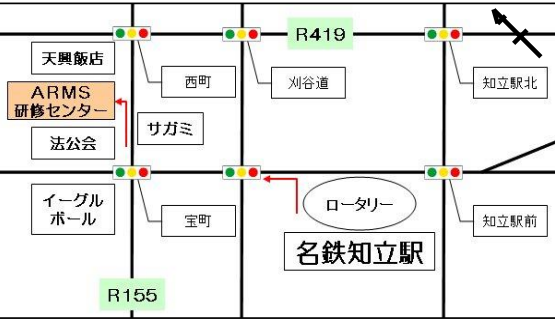 R419
天興飯店
西町
刈谷道
知立駅北
ARMS
研修センター
サガミ
法公会
イーグル
ボール
宝町
ロータリー
知立駅前
名鉄知立駅
R155